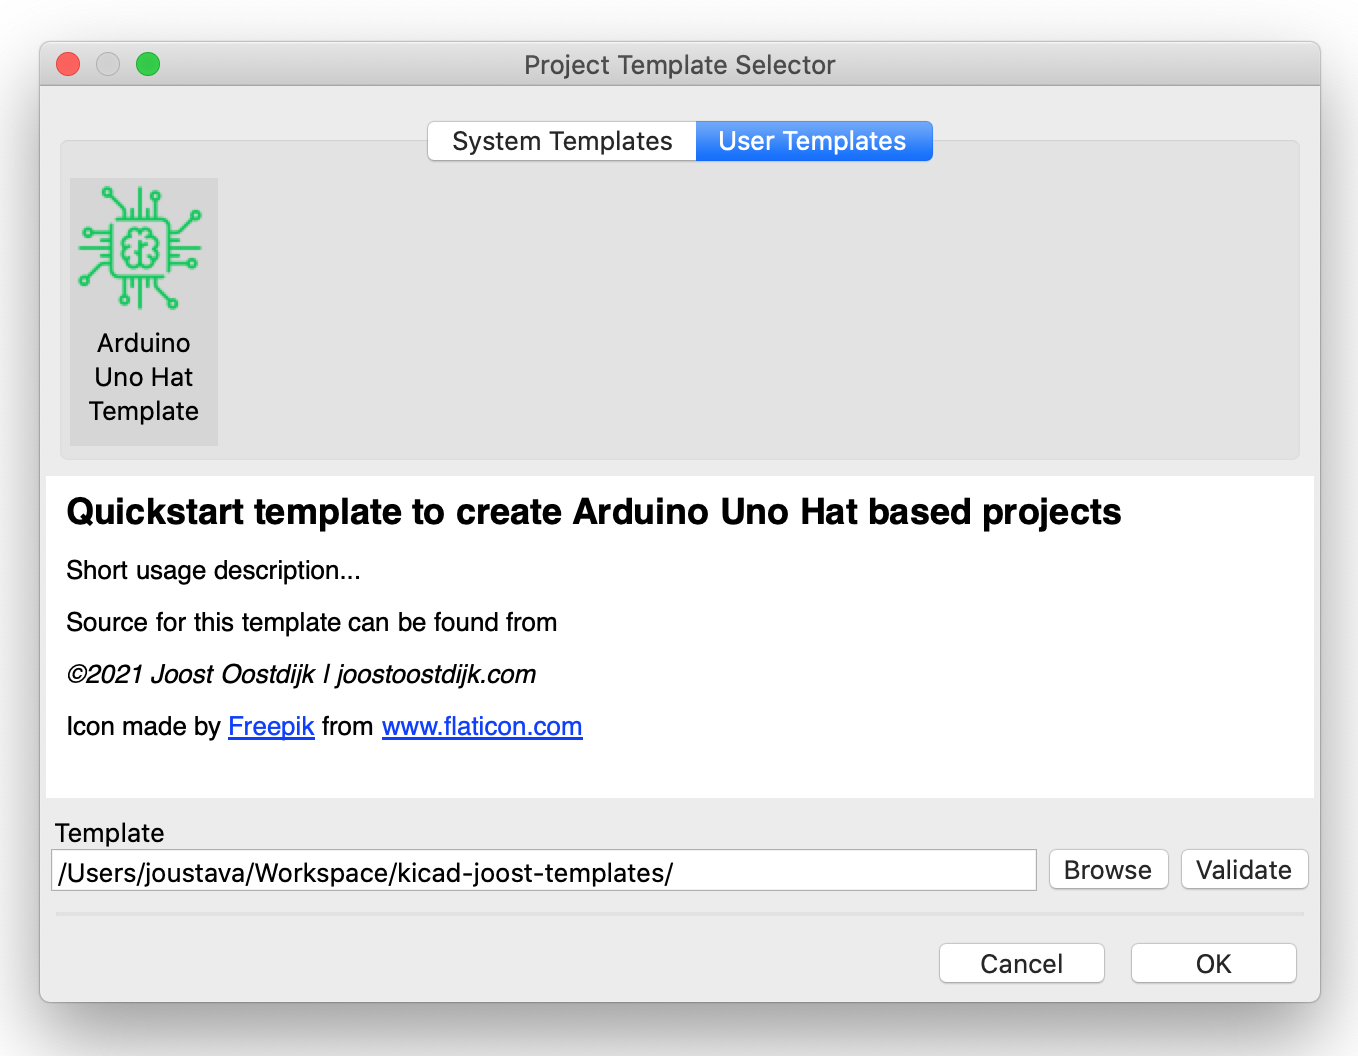 Project Template Selector
System Templates User Templates
Arduino
Uno Hat
Template
Quickstart template to create Arduino Uno Hat based projects
Short usage description...
Source for this template can be found from
©2021 Joost Oostdijk | joostoostdijk.com
Icon made by Freepik from www.flaticon.com
Template
/Users/joustava/Workspace/kicad-joost-templates/ Browse Validate
Cancel OK